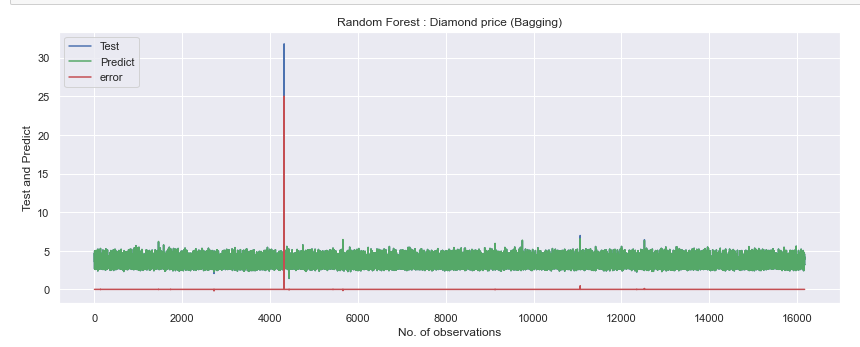 Random Forest : Diamond price (Bagging)
Test
Predict
error
Test and Predict
30
25
20
15
10
5
0
0 2000 4000 6000 8000 10000 12000 14000 16000
No. of observations